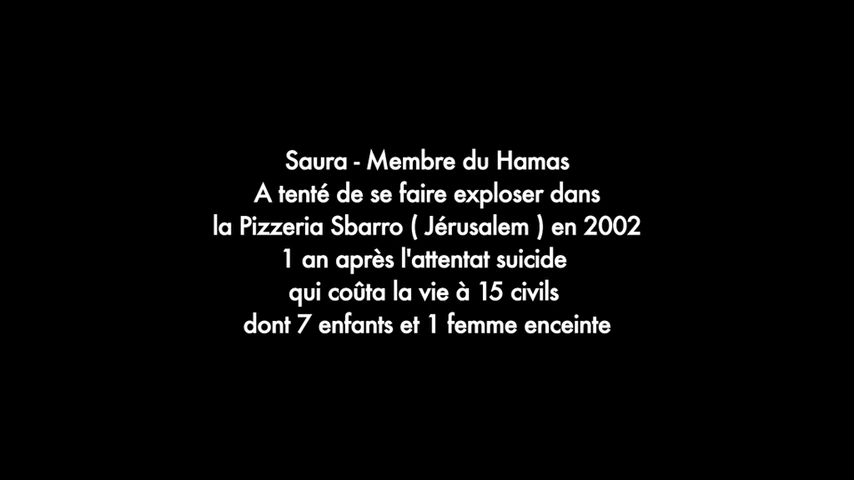 Saura - Membre du Hamas
A tenté de se faire exploser dans
la Pizzeria Sbarro ( Jérusalem ) en 2002
1 an après l'attentat suicide
qui coûta la vie à 15 civils
dont 7 enfants et 1 femme enceinte